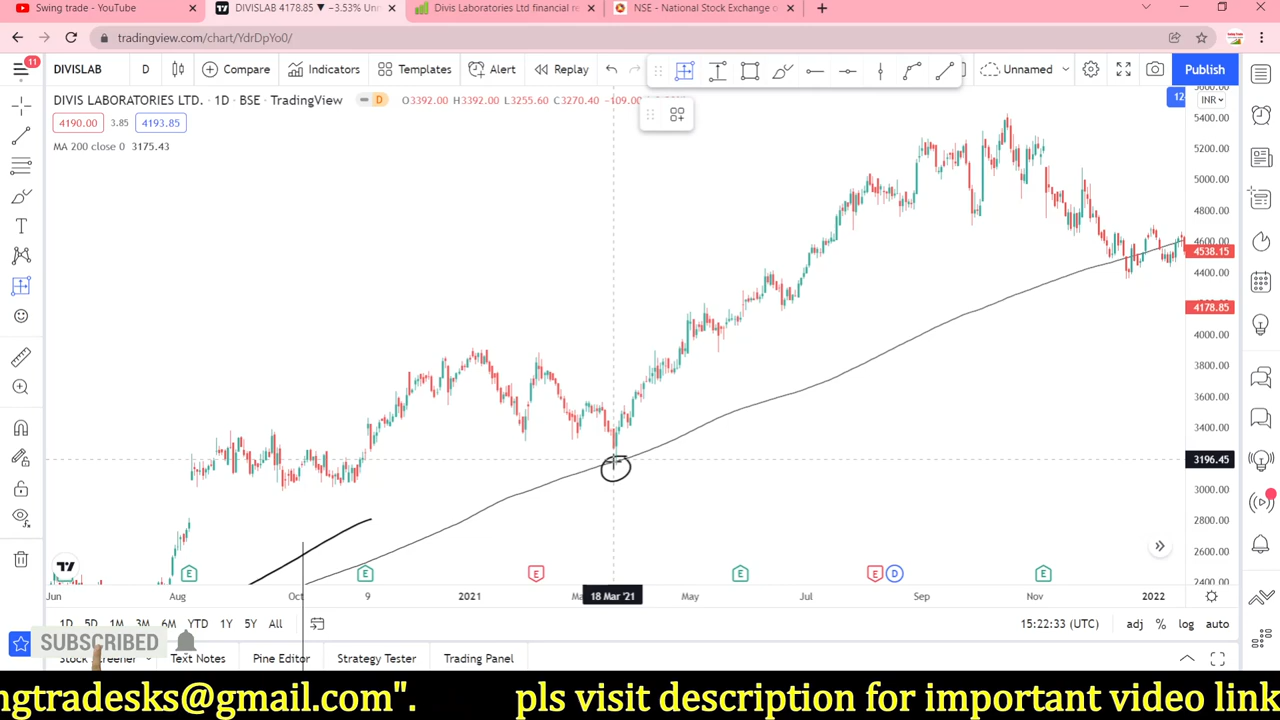 Swing trade - YouTube
DIVISLAB 4178.85 ▼ −3.53% Unn
Divis Laboratories Ltd financial re
NSE - National Stock Exchange o
tradingview.com/chart/YdrDpYo0/
11
DIVISLAB
D
Compare
Indicators
Templates
Alert
Replay
Unnamed
Publish
DIVIS LABORATORIES LTD. · 1D · BSE · TradingView
D
O3392.00 H3392.00 L3255.60 C3270.40 −109.00
12
INR
4190.00
3.85
4193.85
MA 200 close 0 3175.43
5600.00
5400.00
5200.00
5000.00
4800.00
4600.00
4538.15
4400.00
4178.85
4000.00
3800.00
3600.00
3400.00
3196.45
3000.00
2800.00
2600.00
2400.00
E
E
E
E
E
D
E
Jun
Aug
Oct
9
2021
18 Mar '21
May
Jul
Sep
Nov
2022
1D
5D
1M
3M
6M
YTD
1Y
5Y
All
15:22:33 (UTC)
adj
%
log
auto
SUBSCRIBED
Stock Screener
Text Notes
Pine Editor
Strategy Tester
Trading Panel
ngtradesks@gmail.com". pls visit description for important video link